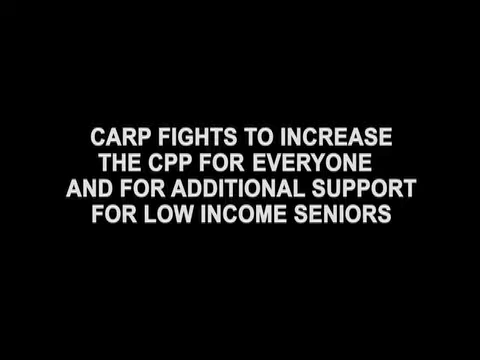 CARP FIGHTS TO INCREASE
THE CPP FOR EVERYONE
AND FOR ADDITIONAL SUPPORT
FOR LOW INCOME SENIORS